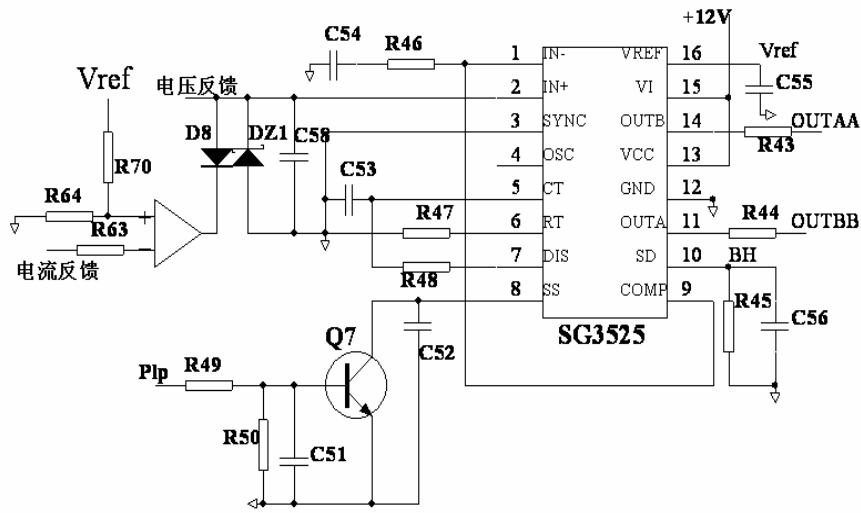 +12V
C54
R46
1
IN-
VREF
16
Vref
Vref
电压反馈
2
IN+
VI
15
C55
D8
DZ1
C58
3
SYNC
OUTB
14
OUTAA
R43
R70
4
OSC
VCC
13
C53
R64
5
CT
GND
12
+
R63
R47
6
RT
OUTA
11
R44
OUTBB
-
电流反馈
7
DIS
SD
10
BH
R48
8
SS
COMP
9
R45
C56
SG3525
Q7
C52
Plp
R49
R50
C51